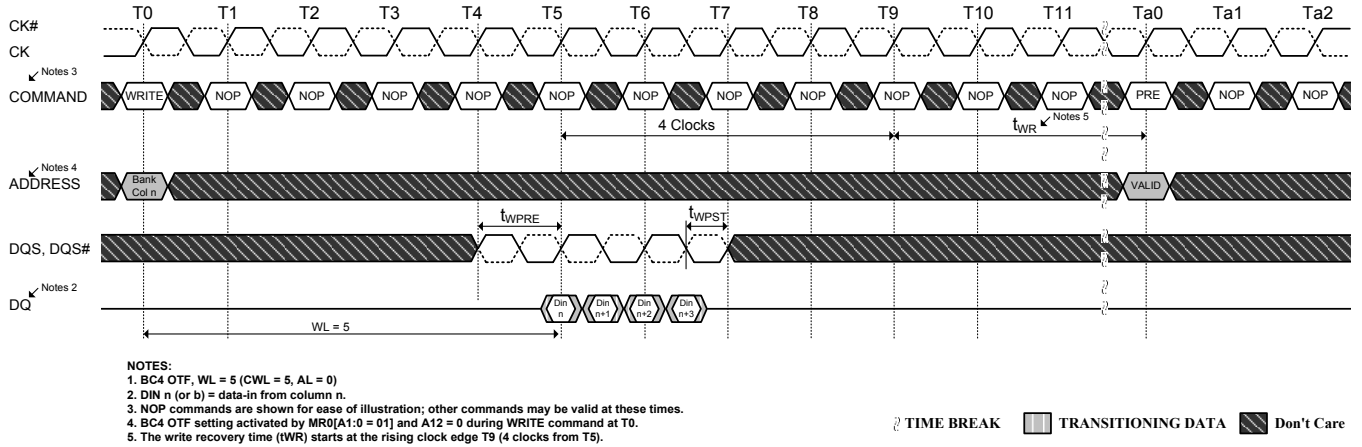 T0 T1 T2 T3 T4 T5 T6 T7 T8 T9 T10 T11 Ta0 Ta1 Ta2
CK#
CK
Notes 3
COMMAND WRITE NOP NOP NOP NOP NOP NOP NOP NOP NOP NOP NOP PRE NOP NOP
4 Clocks tWR Notes 5
Notes 4
ADDRESS Bank Col n VALID
tWPRE tWPST
DQS, DQS#
Notes 2
DQ Din n Din n+1 Din n+2 Din n+3
WL = 5
NOTES:
1. BC4 OTF, WL = 5 (CWL = 5, AL = 0)
2. DIN n (or b) = data-in from column n.
3. NOP commands are shown for ease of illustration; other commands may be valid at these times.
4. BC4 OTF setting activated by MR0[A1:0 = 01] and A12 = 0 during WRITE command at T0.
5. The write recovery time (tWR) starts at the rising clock edge T9 (4 clocks from T5).
TIME BREAK TRANSITIONING DATA Don't Care